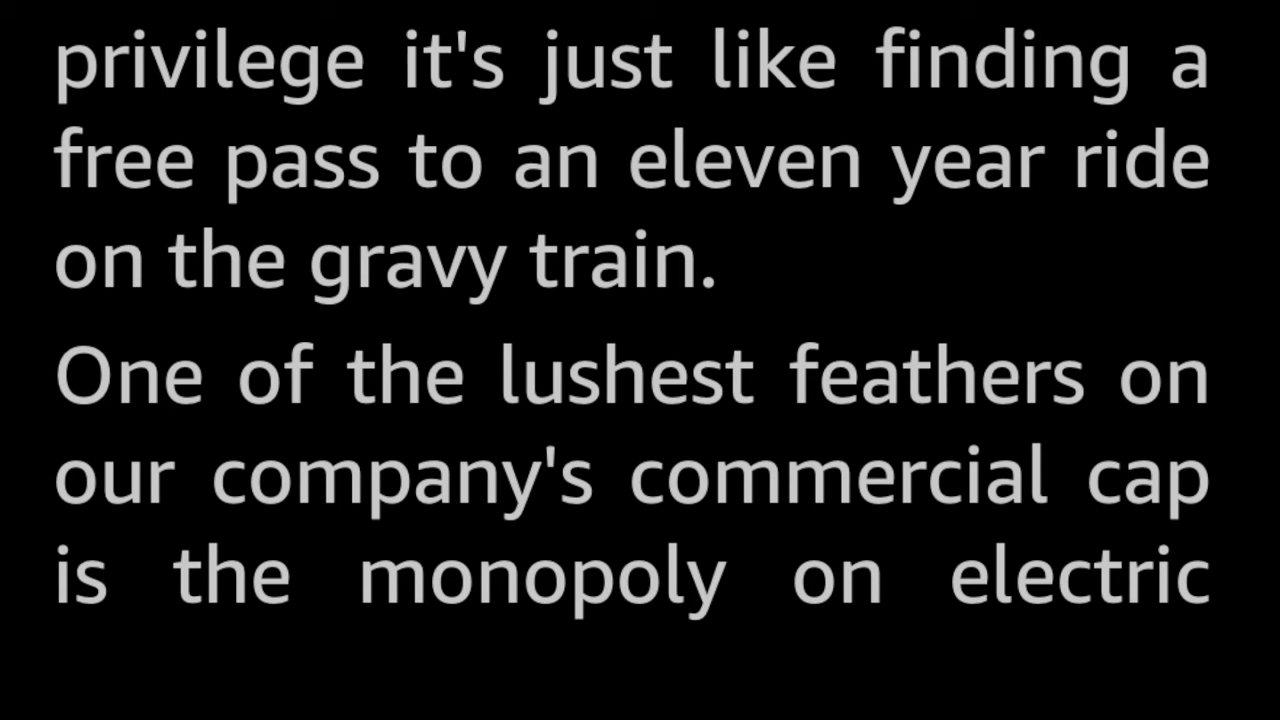 privilege it's just like finding a
free pass to an eleven year ride
on the gravy train.
One of the lushest feathers on
our company's commercial cap
is the monopoly on electric